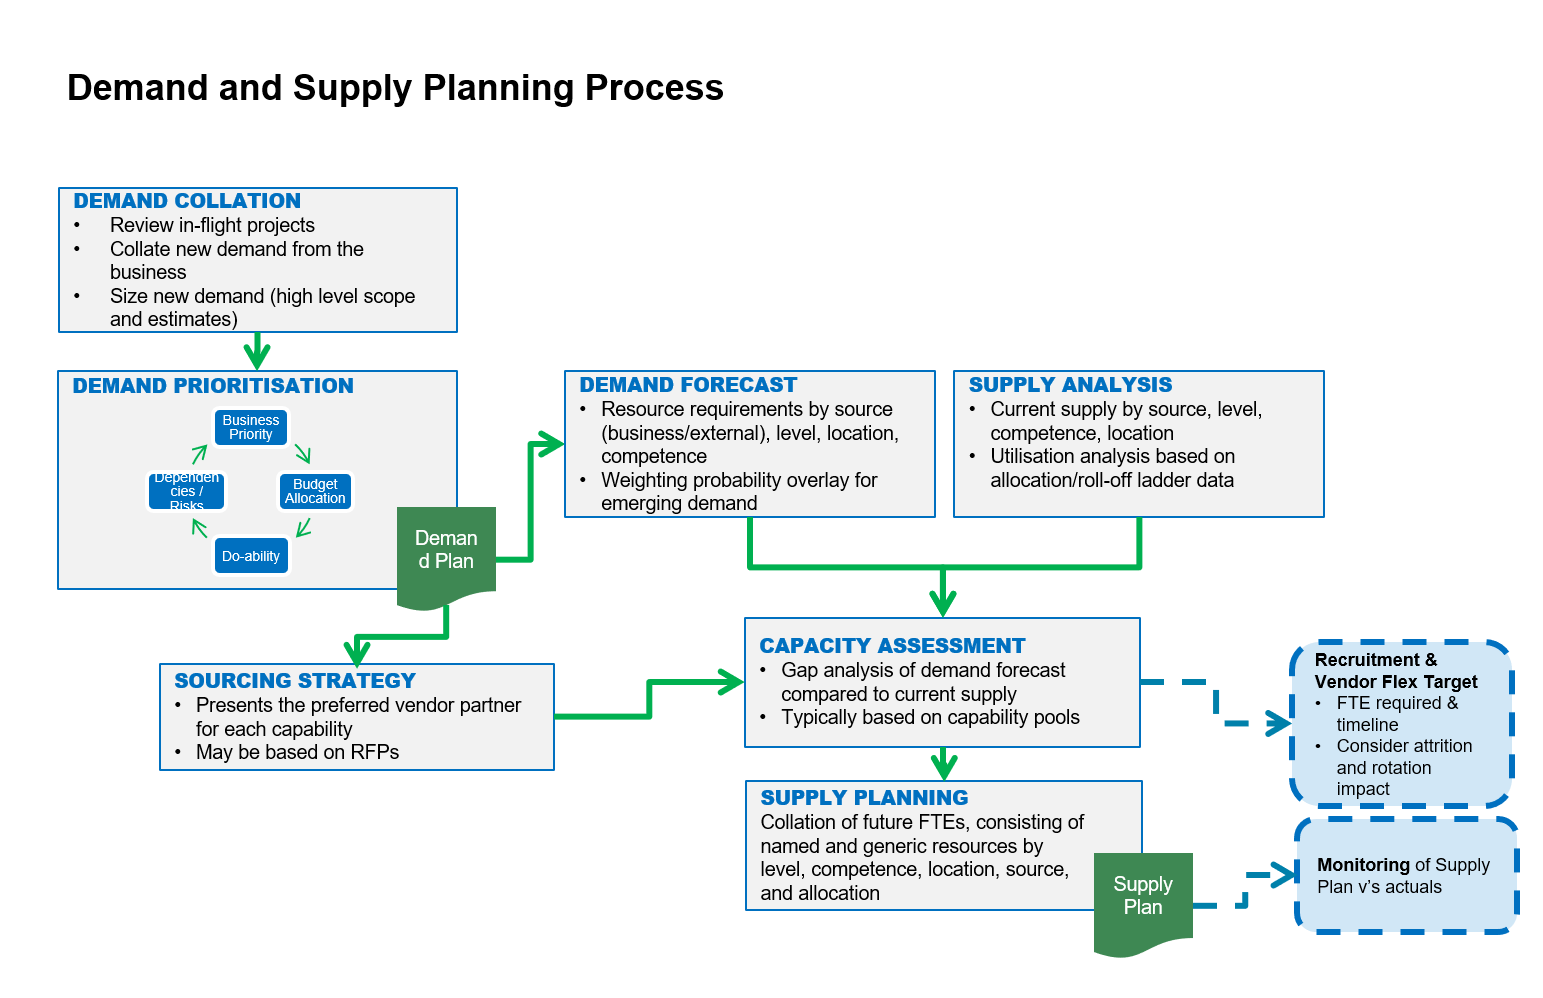 Demand and Supply Planning Process
DEMAND COLLATION
• Review in-flight projects
• Collate new demand from the
business
• Size new demand (high level scope
and estimates)
DEMAND PRIORITISATION
Business
Priority
Budget
Allocation
Do-ability
Dependen
cies /
Risks
Deman
d Plan
DEMAND FORECAST
• Resource requirements by source
(business/external), level, location,
competence
• Weighting probability overlay for
emerging demand
SUPPLY ANALYSIS
• Current supply by source, level,
competence, location
• Utilisation analysis based on
allocation/roll-off ladder data
SOURCING STRATEGY
• Presents the preferred vendor partner
for each capability
• May be based on RFPs
CAPACITY ASSESSMENT
• Gap analysis of demand forecast
compared to current supply
• Typically based on capability pools
Recruitment &
Vendor Flex Target
• FTE required &
timeline
• Consider attrition
and rotation
impact
SUPPLY PLANNING
Collation of future FTEs, consisting of
named and generic resources by
level, competence, location, source,
and allocation
Supply
Plan
Monitoring of Supply
Plan v's actuals